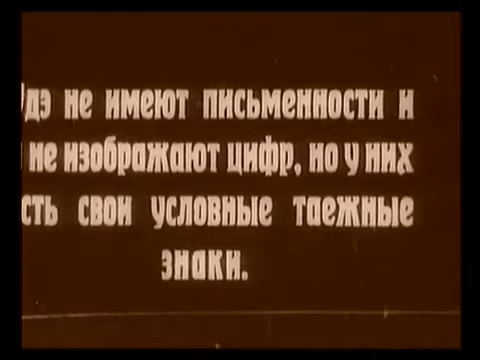 не имеют письменности и
не изображают цифр, но у них
свои условные таежные
знаки.